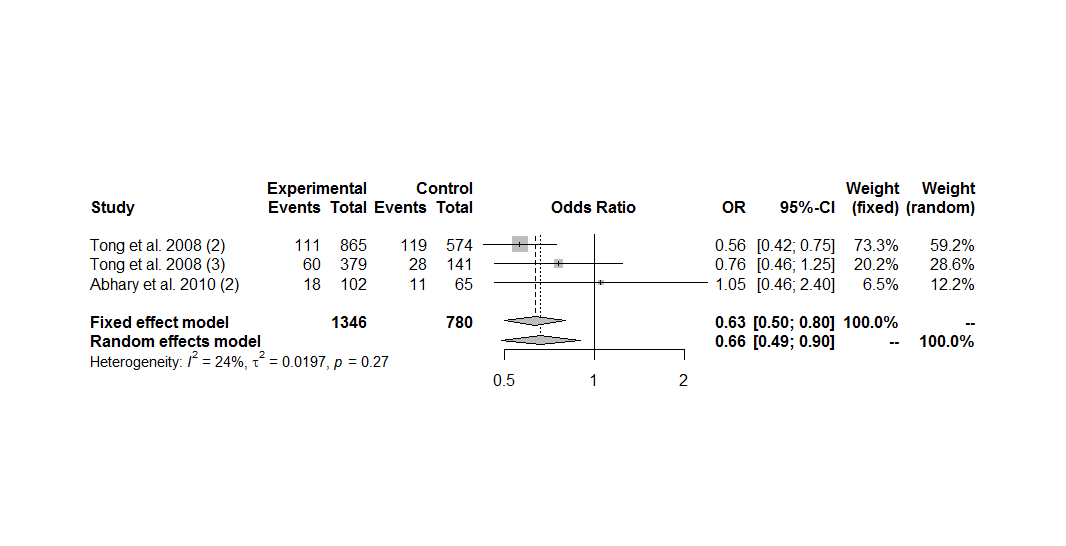 Experimental Control Weight Weight
Study Events Total Events Total Odds Ratio OR 95%-CI (fixed) (random)
Tong et al. 2008 (2) 111 865 119 574 0.56 [0.42; 0.75] 73.3% 59.2%
Tong et al. 2008 (3) 60 379 28 141 0.76 [0.46; 1.25] 20.2% 28.6%
Abhary et al. 2010 (2) 18 102 11 65 1.05 [0.46; 2.40] 6.5% 12.2%
Fixed effect model 1346 780 0.63 [0.50; 0.80] 100.0% --
Random effects model 0.66 [0.49; 0.90] -- 100.0%
Heterogeneity: I² = 24%, τ² = 0.0197, p = 0.27
0.5 1 2